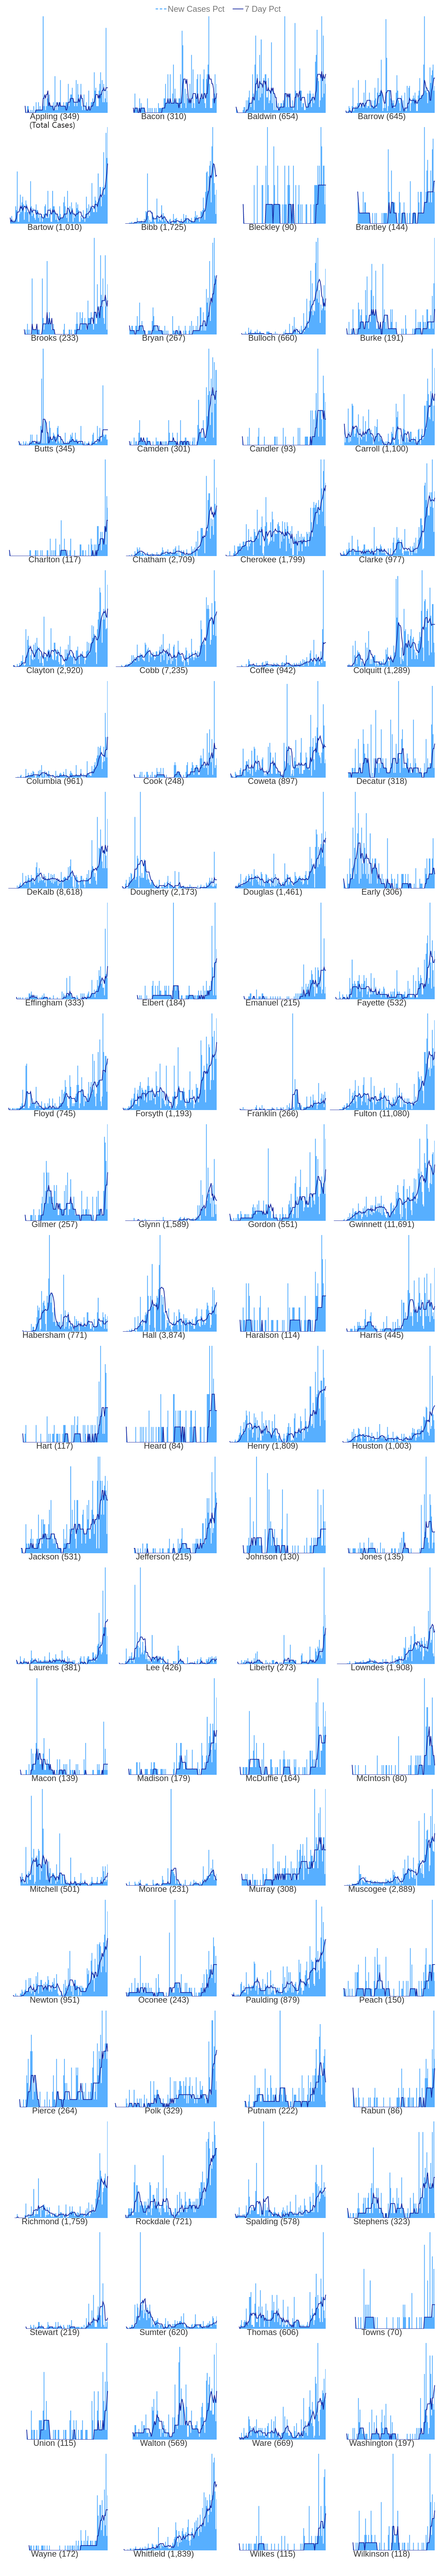 New Cases Pct 7 Day Pct
Appling (349) Bacon (310) Baldwin (654) Barrow (645)
(Total Cases)
Bartow (1,010) Bibb (1,725) Bleckley (90) Brantley (144)
Brooks (233) Bryan (267) Bulloch (660) Burke (191)
Butts (345) Camden (301) Candler (93) Carroll (1,100)
Charlton (117) Chatham (2,709) Cherokee (1,799) Clarke (977)
Clayton (2,920) Cobb (7,235) Coffee (942) Colquitt (1,289)
Columbia (961) Cook (248) Coweta (897) Decatur (318)
DeKalb (8,618) Dougherty (2,173) Douglas (1,461) Early (306)
Effingham (333) Elbert (184) Emanuel (215) Fayette (532)
Floyd (745) Forsyth (1,193) Franklin (266) Fulton (11,080)
Gilmer (257) Glynn (1,589) Gordon (551) Gwinnett (11,691)
Habersham (771) Hall (3,874) Haralson (114) Harris (445)
Hart (117) Heard (84) Henry (1,809) Houston (1,003)
Jackson (531) Jefferson (215) Johnson (130) Jones (135)
Laurens (381) Lee (426) Liberty (273) Lowndes (1,908)
Macon (139) Madison (179) McDuffie (164) McIntosh (80)
Mitchell (501) Monroe (231) Murray (308) Muscogee (2,889)
Newton (951) Oconee (243) Paulding (879) Peach (150)
Pierce (264) Polk (329) Putnam (222) Rabun (86)
Richmond (1,759) Rockdale (721) Spalding (578) Stephens (323)
Stewart (219) Sumter (620) Thomas (606) Towns (70)
Union (115) Walton (569) Ware (669) Washington (197)
Wayne (172) Whitfield (1,839) Wilkes (115) Wilkinson (118)